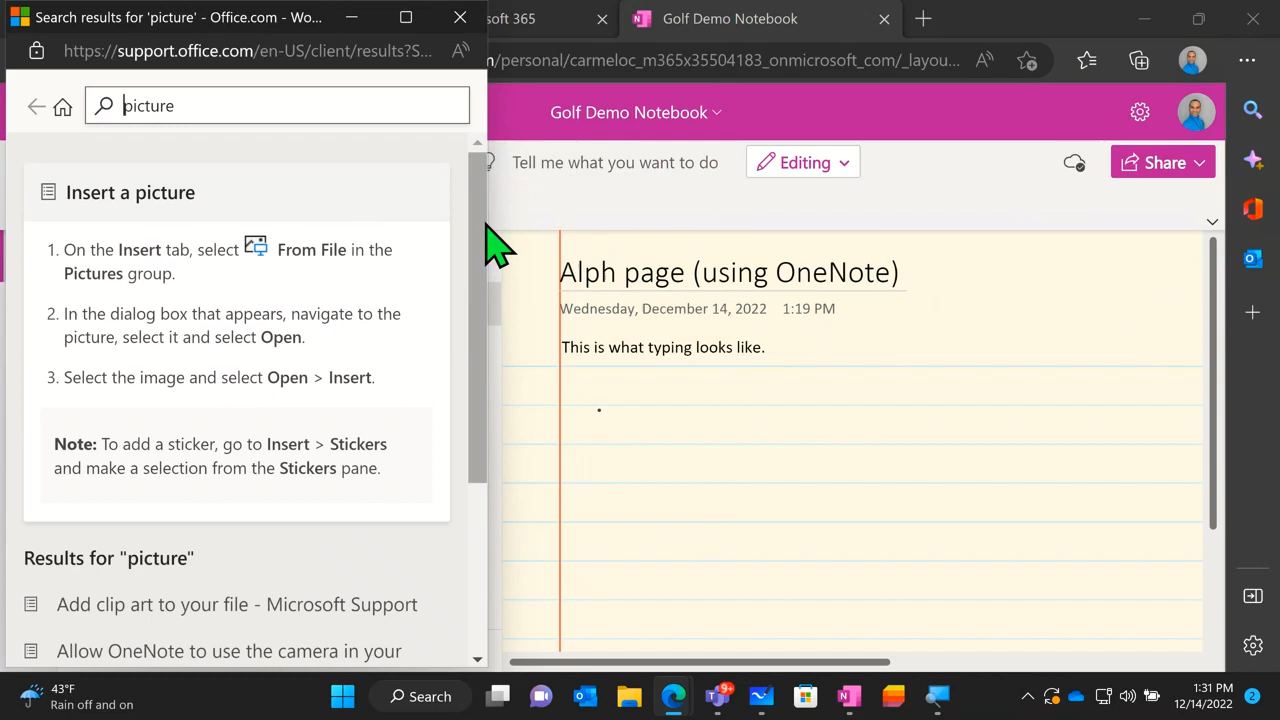 Search results for 'picture' - Office.com - Wo...
https://support.office.com/en-US/client/results?S...
picture
Insert a picture
1. On the Insert tab, select From File in the
Pictures group.
2. In the dialog box that appears, navigate to the
picture, select it and select Open.
3. Select the image and select Open > Insert.
Note: To add a sticker, go to Insert > Stickers
and make a selection from the Stickers pane.
Results for "picture"
Add clip art to your file - Microsoft Support
Allow OneNote to use the camera in your
soft 365
Golf Demo Notebook
m/personal/carmeloc_m365x35504183_onmicrosoft_com/_layou...
Golf Demo Notebook
Tell me what you want to do
Editing
Share
Alph page (using OneNote)
Wednesday, December 14, 2022 1:19 PM
This is what typing looks like.
43°F
Rain off and on
Search
9+
1:31 PM
12/14/2022
2